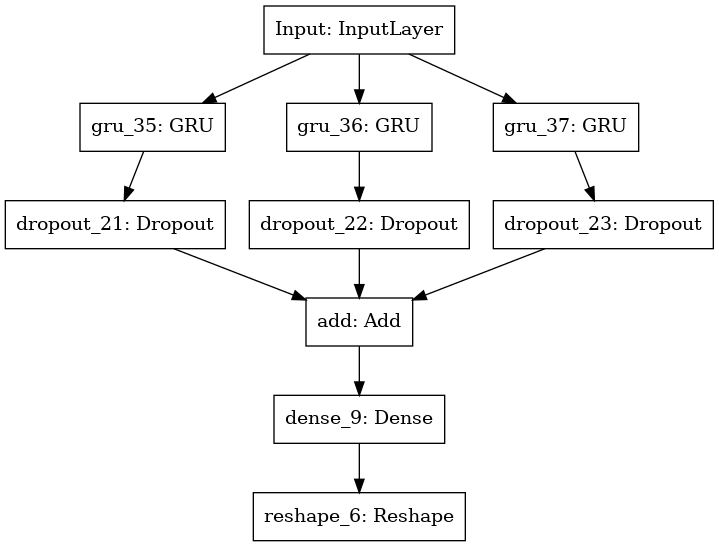 Input: InputLayer
gru_35: GRU
gru_36: GRU
gru_37: GRU
dropout_21: Dropout
dropout_22: Dropout
dropout_23: Dropout
add: Add
dense_9: Dense
reshape_6: Reshape